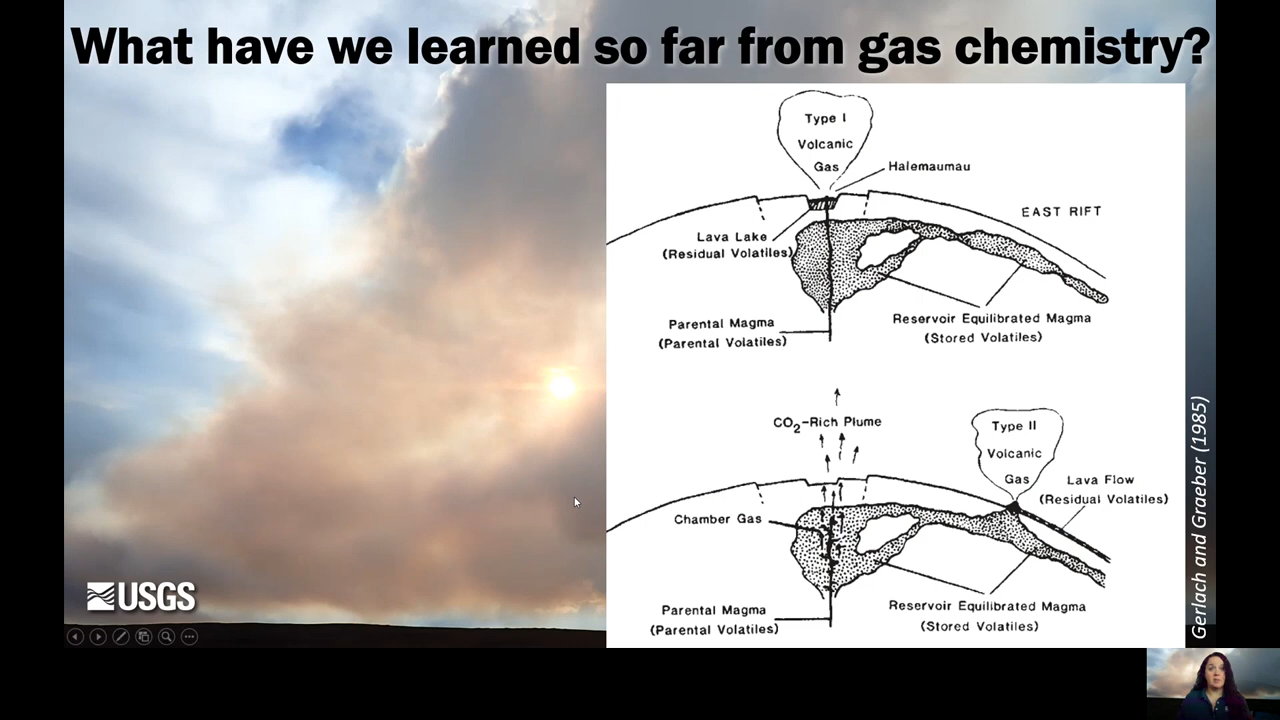 What have we learned so far from gas chemistry?
Type I
Volcanic
Gas
Halemaumau
EAST RIFT
Lava Lake
(Residual Volatiles)
Parental Magma
(Parental Volatiles)
Reservoir Equilibrated Magma
(Stored Volatiles)
CO2-Rich Plume
Type II
Volcanic
Gas
Lava Flow
(Residual Volatiles)
Chamber Gas
Parental Magma
(Parental Volatiles)
Reservoir Equilibrated Magma
(Stored Volatiles)
Gerlach and Graeber (1985)
USGS